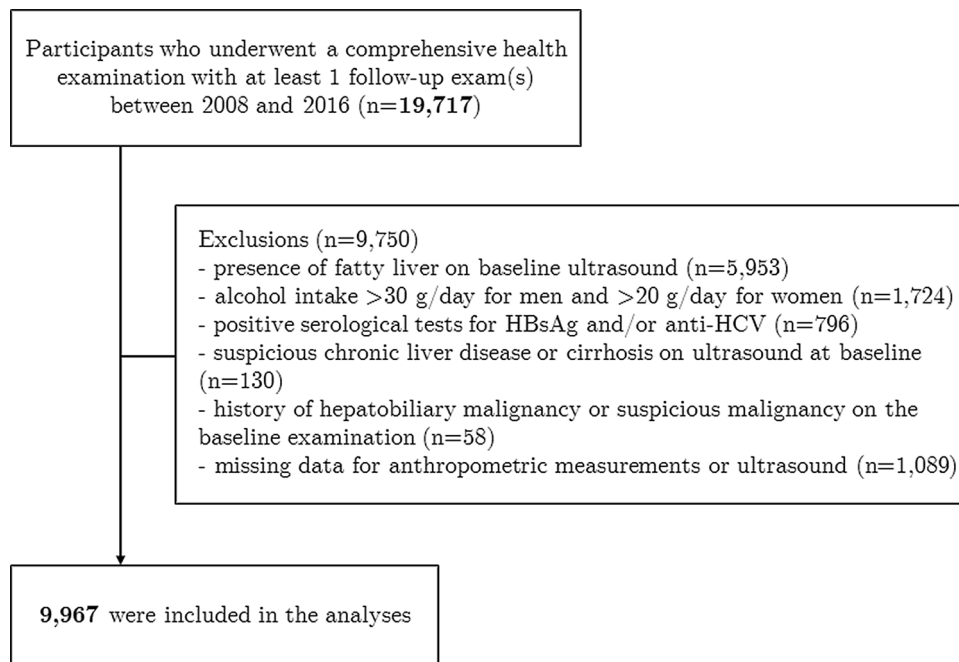 Participants who underwent a comprehensive health
examination with at least 1 follow-up exam(s)
between 2008 and 2016 (n=19,717)
Exclusions (n=9,750)
- presence of fatty liver on baseline ultrasound (n=5,953)
- alcohol intake >30 g/day for men and >20 g/day for women (n=1,724)
- positive serological tests for HBsAg and/or anti-HCV (n=796)
- suspicious chronic liver disease or cirrhosis on ultrasound at baseline
(n=130)
- history of hepatobiliary malignancy or suspicious malignancy on the
baseline examination (n=58)
- missing data for anthropometric measurements or ultrasound (n=1,089)
9,967 were included in the analyses